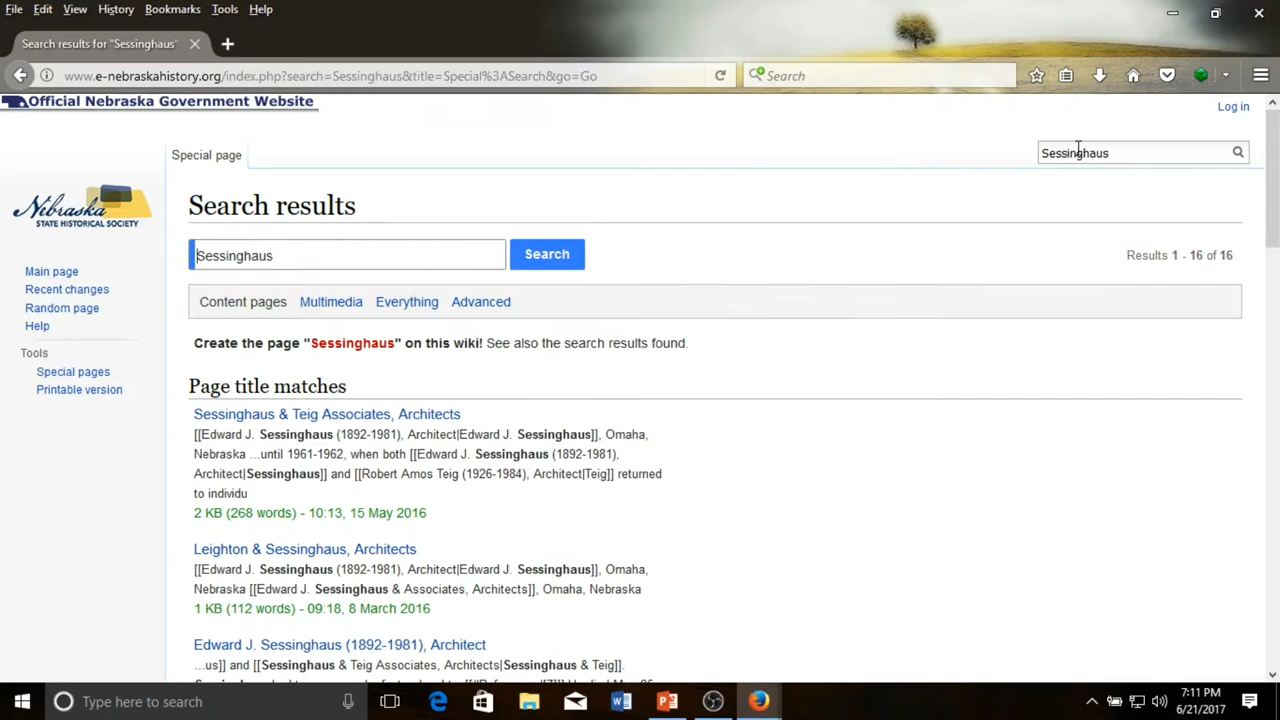 File Edit View History Bookmarks Tools Help
Search results for "Sessinghaus"
www.e-nebraskahistory.org/index.php?search=Sessinghaus&title=Special%3ASearch&go=Go
Search
Official Nebraska Government Website
Log in
Special page
Sessinghaus
Nebraska
STATE HISTORICAL SOCIETY
Search results
Sessinghaus
Search
Results 1 - 16 of 16
Main page
Recent changes
Random page
Help
Tools
Special pages
Printable version
Content pages Multimedia Everything Advanced
Create the page "Sessinghaus" on this wiki! See also the search results found.
Page title matches
Sessinghaus & Teig Associates, Architects
[[Edward J. Sessinghaus (1892-1981), Architect|Edward J. Sessinghaus]], Omaha,
Nebraska ...until 1961-1962, when both [[Edward J. Sessinghaus (1892-1981),
Architect|Sessinghaus]] and [[Robert Amos Teig (1926-1984), Architect|Teig]] returned
to individu
2 KB (268 words) - 10:13, 15 May 2016
Leighton & Sessinghaus, Architects
[[Edward J. Sessinghaus (1892-1981), Architect|Edward J. Sessinghaus]], Omaha,
Nebraska [[Edward J. Sessinghaus & Associates, Architects]], Omaha, Nebraska
1 KB (112 words) - 09:18, 8 March 2016
Edward J. Sessinghaus (1892-1981), Architect
...us]] and [[Sessinghaus & Teig Associates, Architects|Sessinghaus & Teig]].
Type here to search
7:11 PM
6/21/2017